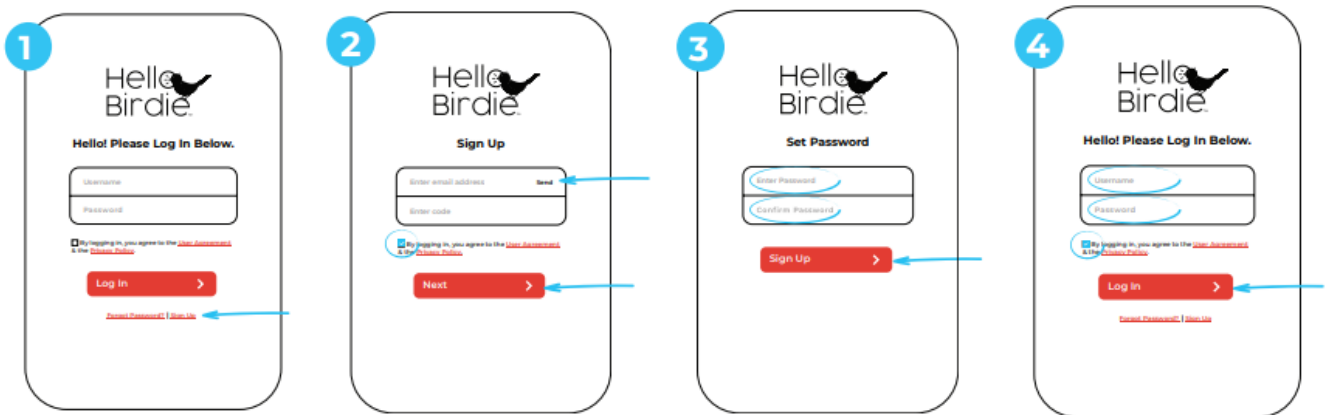 1
Hello
Birdie
Hello! Please Log In Below.
Username
Password
By logging in, you agree to the User Agreement
& the Privacy Policy.
Log In
Forgot Password? | Sign Up
2
Hello
Birdie
Sign Up
Enter email address Send
Enter code
By logging in, you agree to the User Agreement
& the Privacy Policy.
Next
3
Hello
Birdie
Set Password
Enter Password
Confirm Password
Sign Up
4
Hello
Birdie
Hello! Please Log In Below.
Username
Password
By logging in, you agree to the User Agreement
& the Privacy Policy.
Log In
Forgot Password? | Sign Up